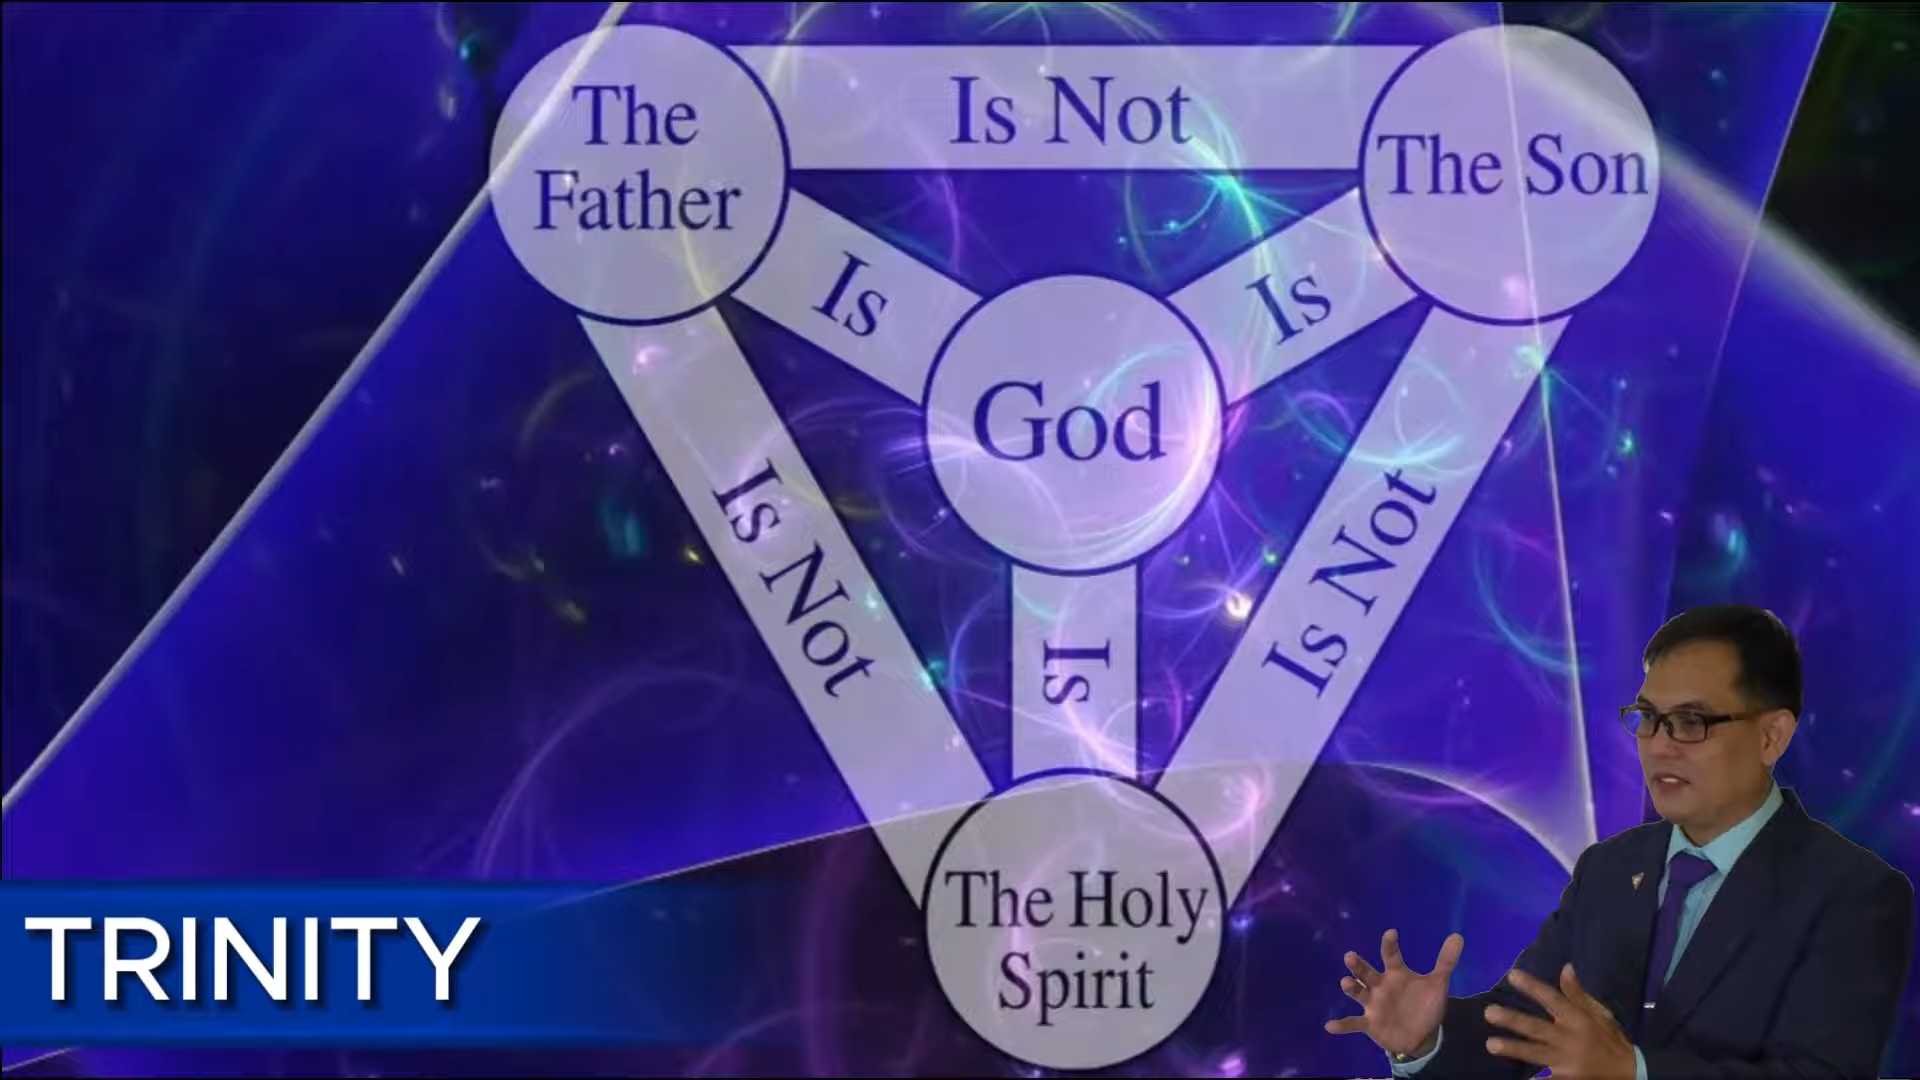 The
Father
Is Not
The Son
Is
Is
God
Is Not
Is
Is Not
The Holy
Spirit
TRINITY